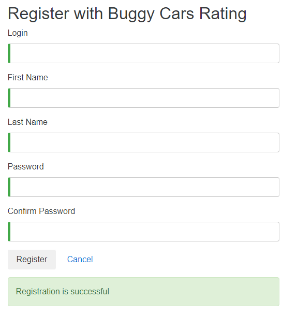 Register with Buggy Cars Rating
Login
First Name
Last Name
Password
Confirm Password
Register Cancel
Registration is successful